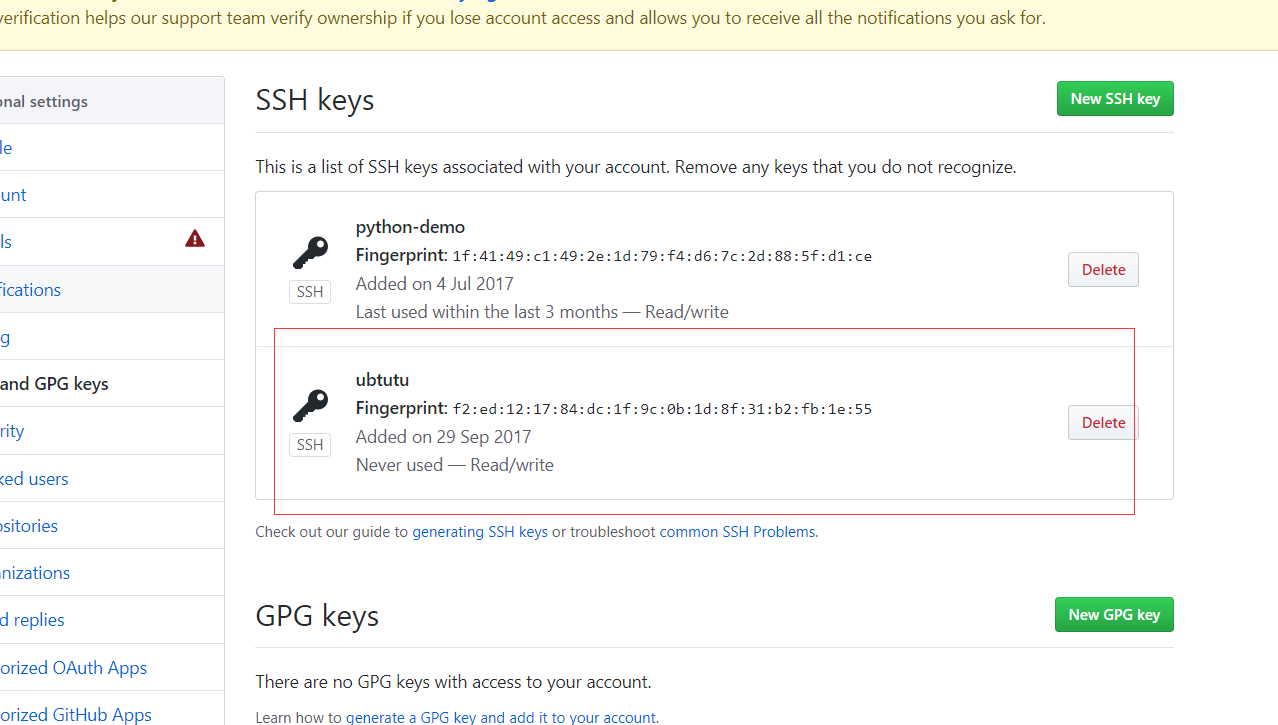 verification helps our support team verify ownership if you lose account access and allows you to receive all the notifications you ask for.
onal settings
le
unt
ls
fications
g
and GPG keys
rity
ked users
ositories
nizations
d replies
orized OAuth Apps
orized GitHub Apps
SSH keys
New SSH key
This is a list of SSH keys associated with your account. Remove any keys that you do not recognize.
python-demo
Fingerprint: 1f:41:49:c1:49:2e:1d:79:f4:d6:7c:2d:88:5f:d1:ce
SSH
Added on 4 Jul 2017
Last used within the last 3 months — Read/write
Delete
ubtutu
Fingerprint: f2:ed:12:17:84:dc:1f:9c:0b:1d:8f:31:b2:fb:1e:55
SSH
Added on 29 Sep 2017
Never used — Read/write
Delete
Check out our guide to generating SSH keys or troubleshoot common SSH Problems.
GPG keys
New GPG key
There are no GPG keys with access to your account.
Learn how to generate a GPG key and add it to your account.